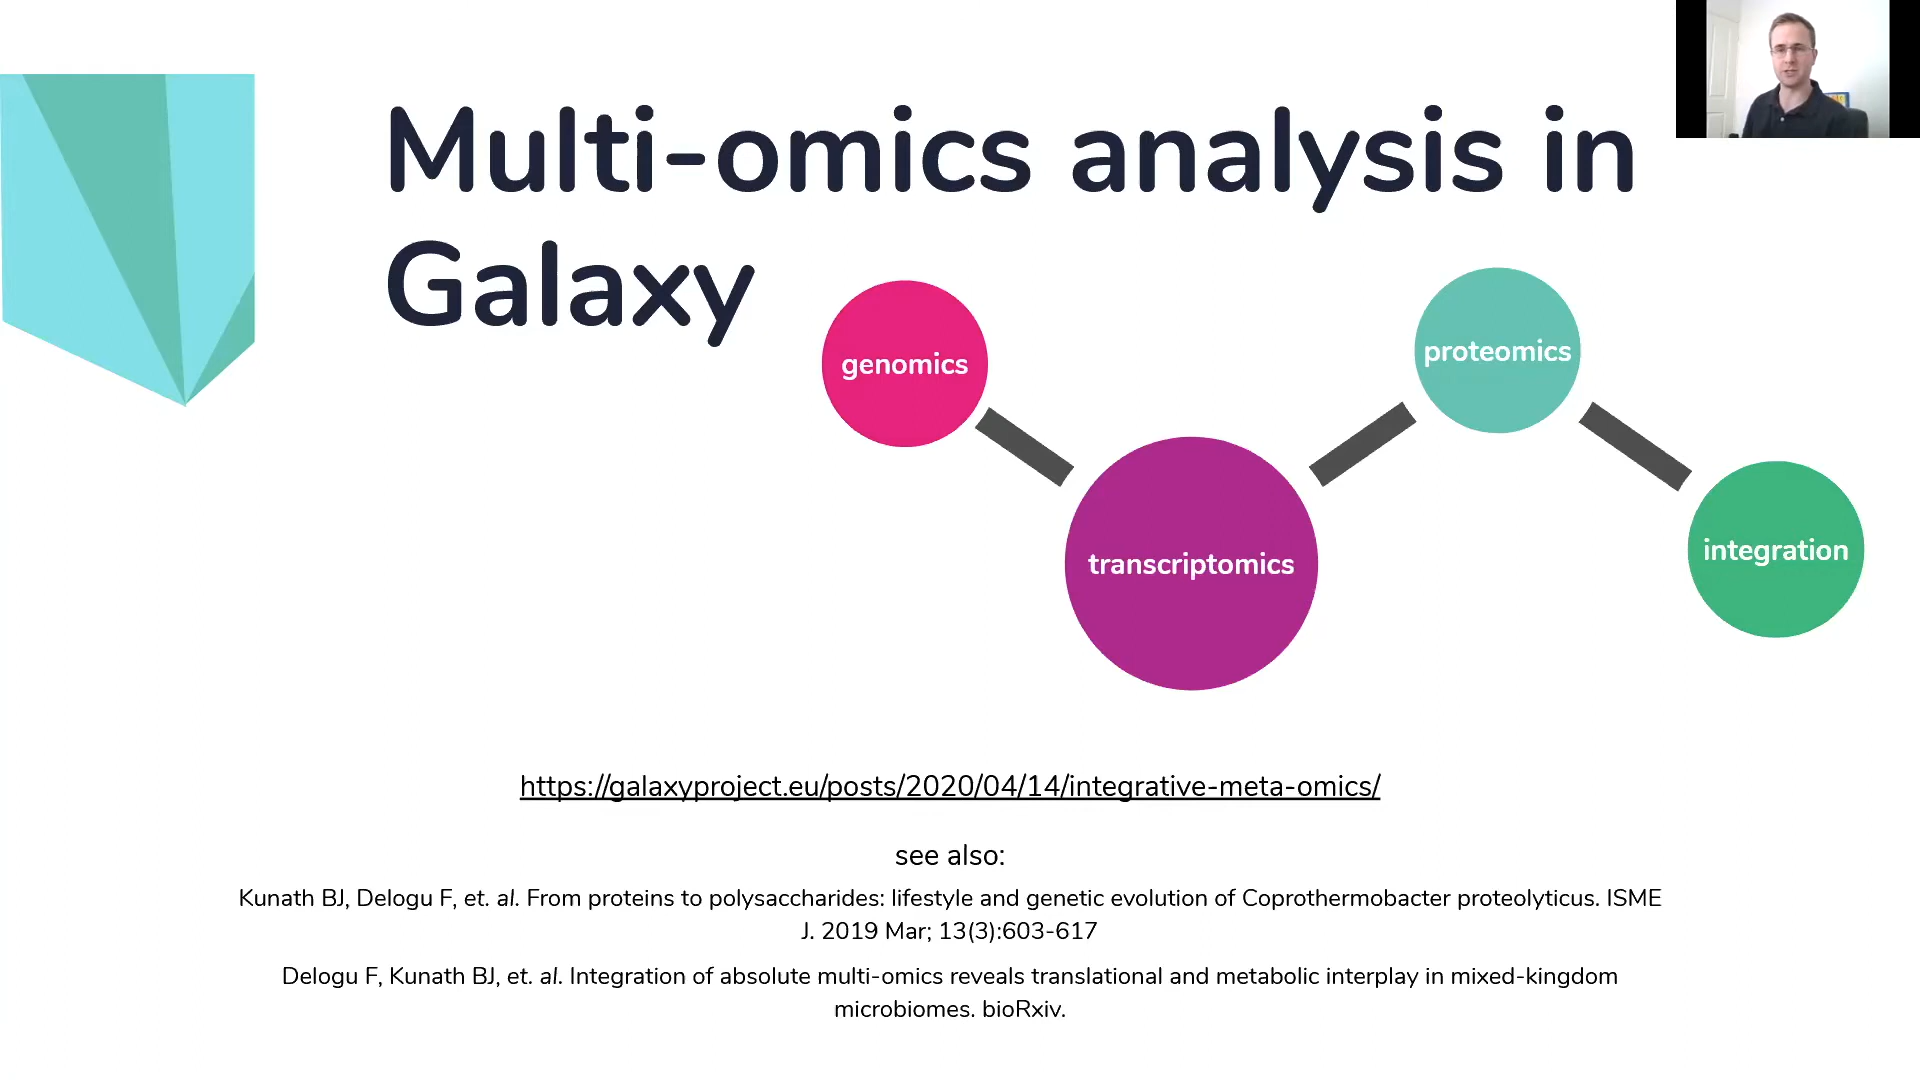 Multi-omics analysis in
Galaxy
genomics
proteomics
transcriptomics
integration
https://galaxyproject.eu/posts/2020/04/14/integrative-meta-omics/
see also:
Kunath BJ, Delogu F, et. al. From proteins to polysaccharides: lifestyle and genetic evolution of Coprothermobacter proteolyticus. ISME
J. 2019 Mar; 13(3):603-617
Delogu F, Kunath BJ, et. al. Integration of absolute multi-omics reveals translational and metabolic interplay in mixed-kingdom
microbiomes. bioRxiv.